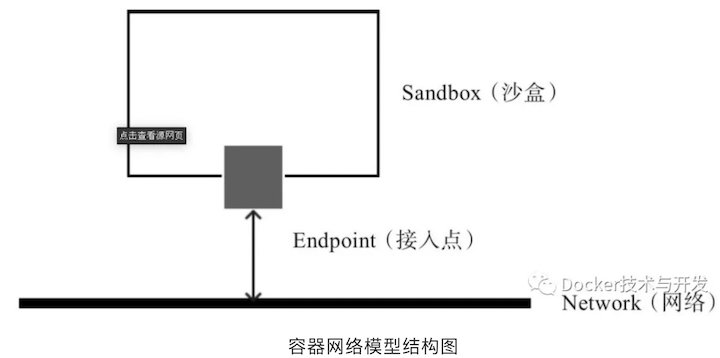 Sandbox（沙盒）
点击查看源网页
Endpoint（接入点）
Docker技术与开发
Network（网络）
容器网络模型结构图